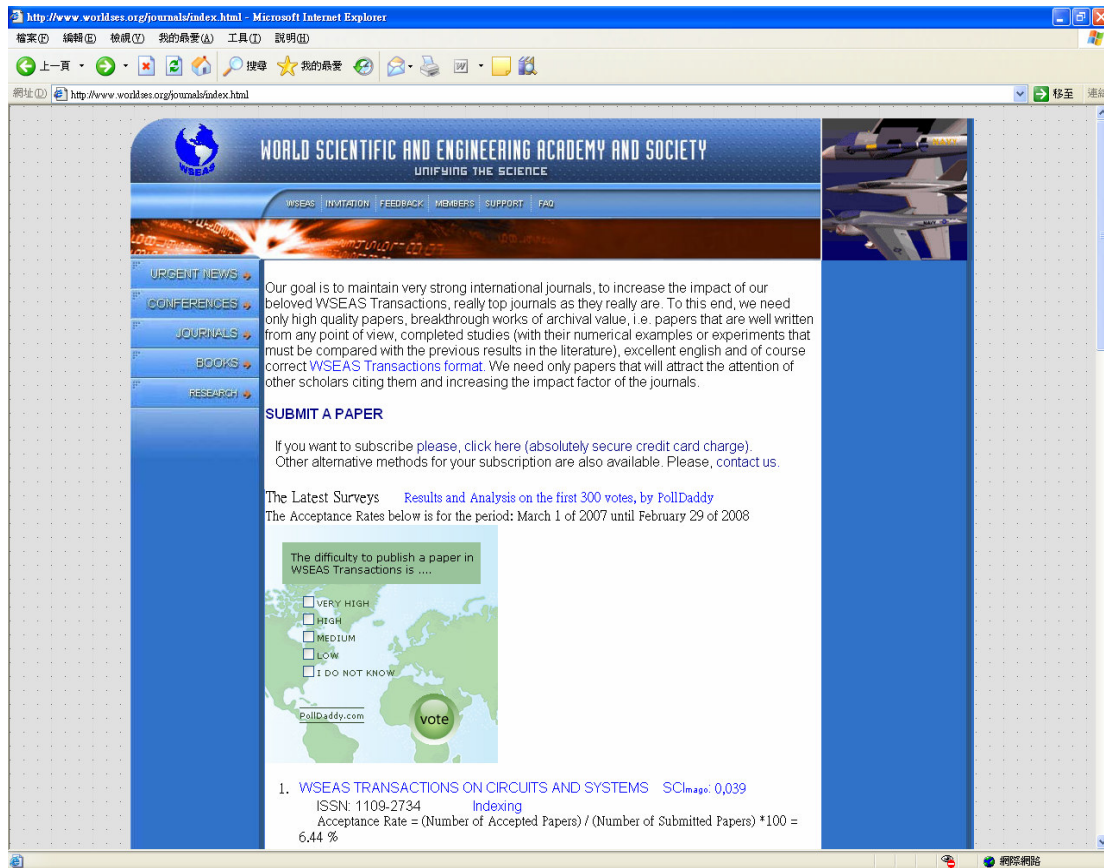 http://www.worldses.org/journals/index.html - Microsoft Internet Explorer
檔案(F) 編輯(E) 檢視(V) 我的最愛(A) 工具(T) 說明(H)
上一頁 搜尋 我的最愛
網址(D) http://www.worldses.org/journals/index.html 移至 連結
WSEAS
WORLD SCIENTIFIC AND ENGINEERING ACADEMY AND SOCIETY
UNIFYING THE SCIENCE
WSEAS INVITATION FEEDBACK MEMBERS SUPPORT FAQ
URGENT NEWS
CONFERENCES
JOURNALS
BOOKS
RESEARCH
Our goal is to maintain very strong international journals, to increase the impact of our
beloved WSEAS Transactions, really top journals as they really are. To this end, we need
only high quality papers, breakthrough works of archival value, i.e. papers that are well written
from any point of view, completed studies (with their numerical examples or experiments that
must be compared with the previous results in the literature), excellent english and of course
correct WSEAS Transactions format. We need only papers that will attract the attention of
other scholars citing them and increasing the impact factor of the journals.
SUBMIT A PAPER
If you want to subscribe please, click here (absolutely secure credit card charge).
Other alternative methods for your subscription are also available. Please, contact us.
The Latest Surveys Results and Analysis on the first 300 votes, by PollDaddy
The Acceptance Rates below is for the period: March 1 of 2007 until February 29 of 2008
The difficulty to publish a paper in
WSEAS Transactions is ....
VERY HIGH
HIGH
MEDIUM
LOW
I DO NOT KNOW
PollDaddy.com
vote
1. WSEAS TRANSACTIONS ON CIRCUITS AND SYSTEMS SCImago: 0,039
ISSN: 1109-2734 Indexing
Acceptance Rate = (Number of Accepted Papers) / (Number of Submitted Papers) *100 =
6.44 %
網際網路